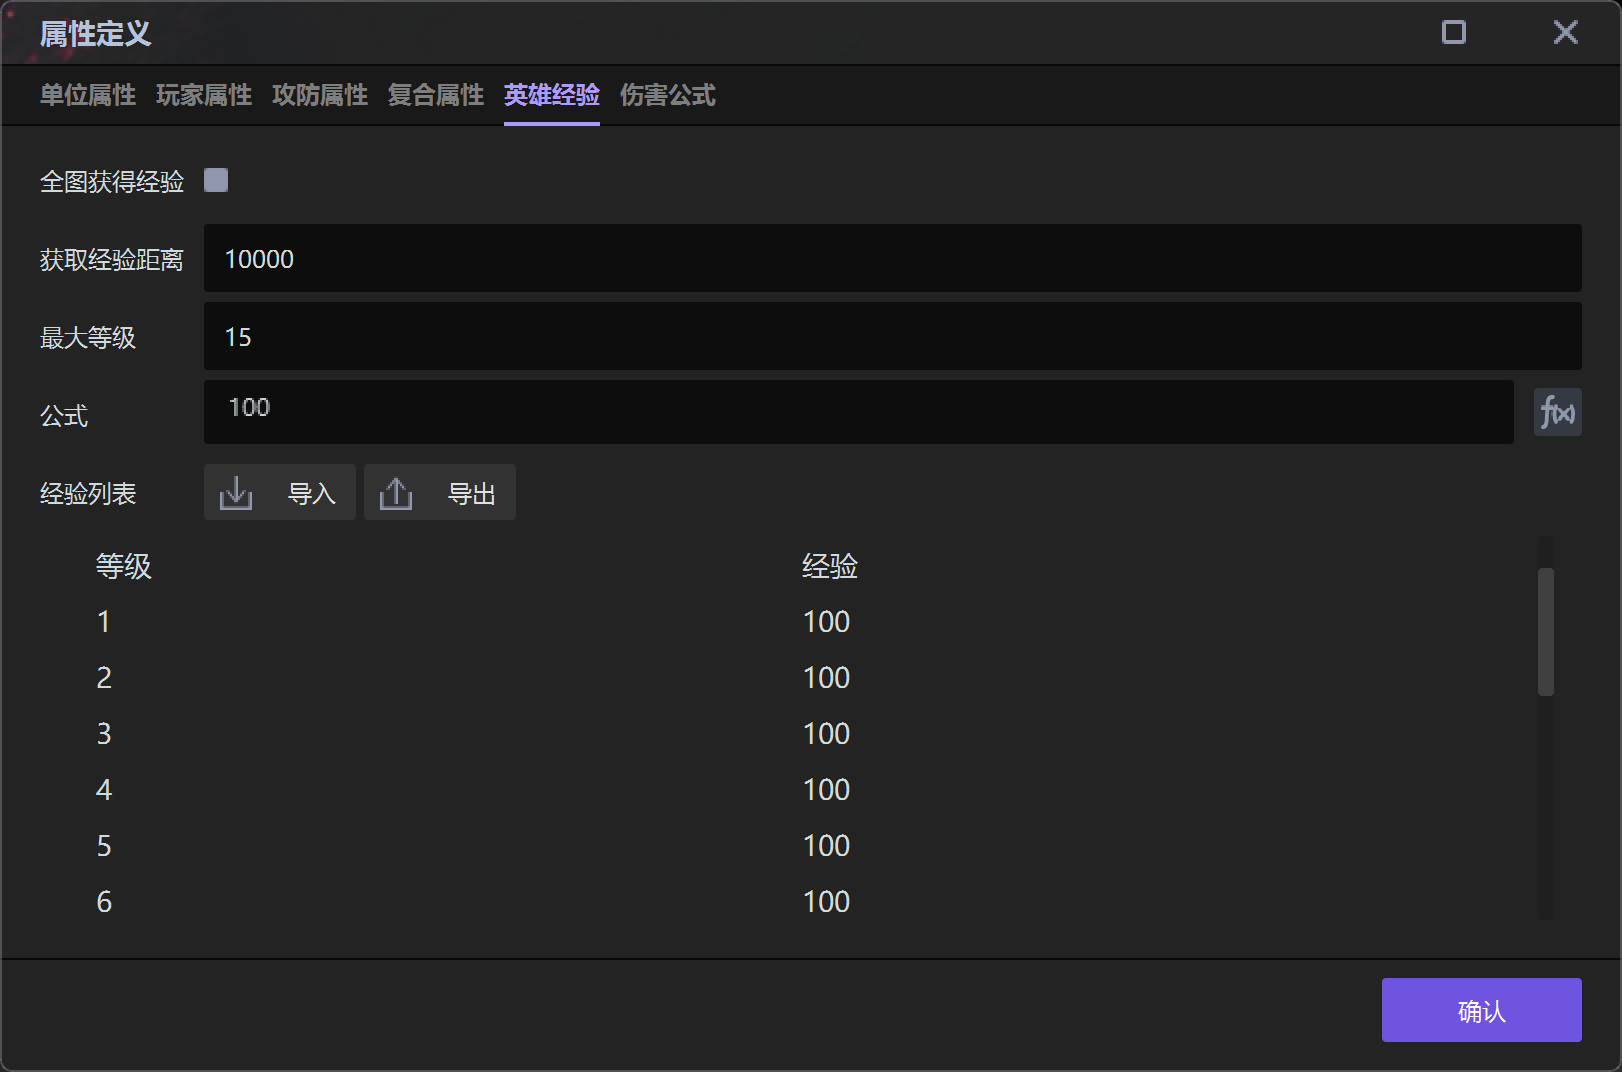 属性定义
单位属性 玩家属性 攻防属性 复合属性 英雄经验 伤害公式
全图获得经验
获取经验距离 10000
最大等级 15
公式 100 f(x)
经验列表 导入 导出
等级 经验
1 100
2 100
3 100
4 100
5 100
6 100
确认